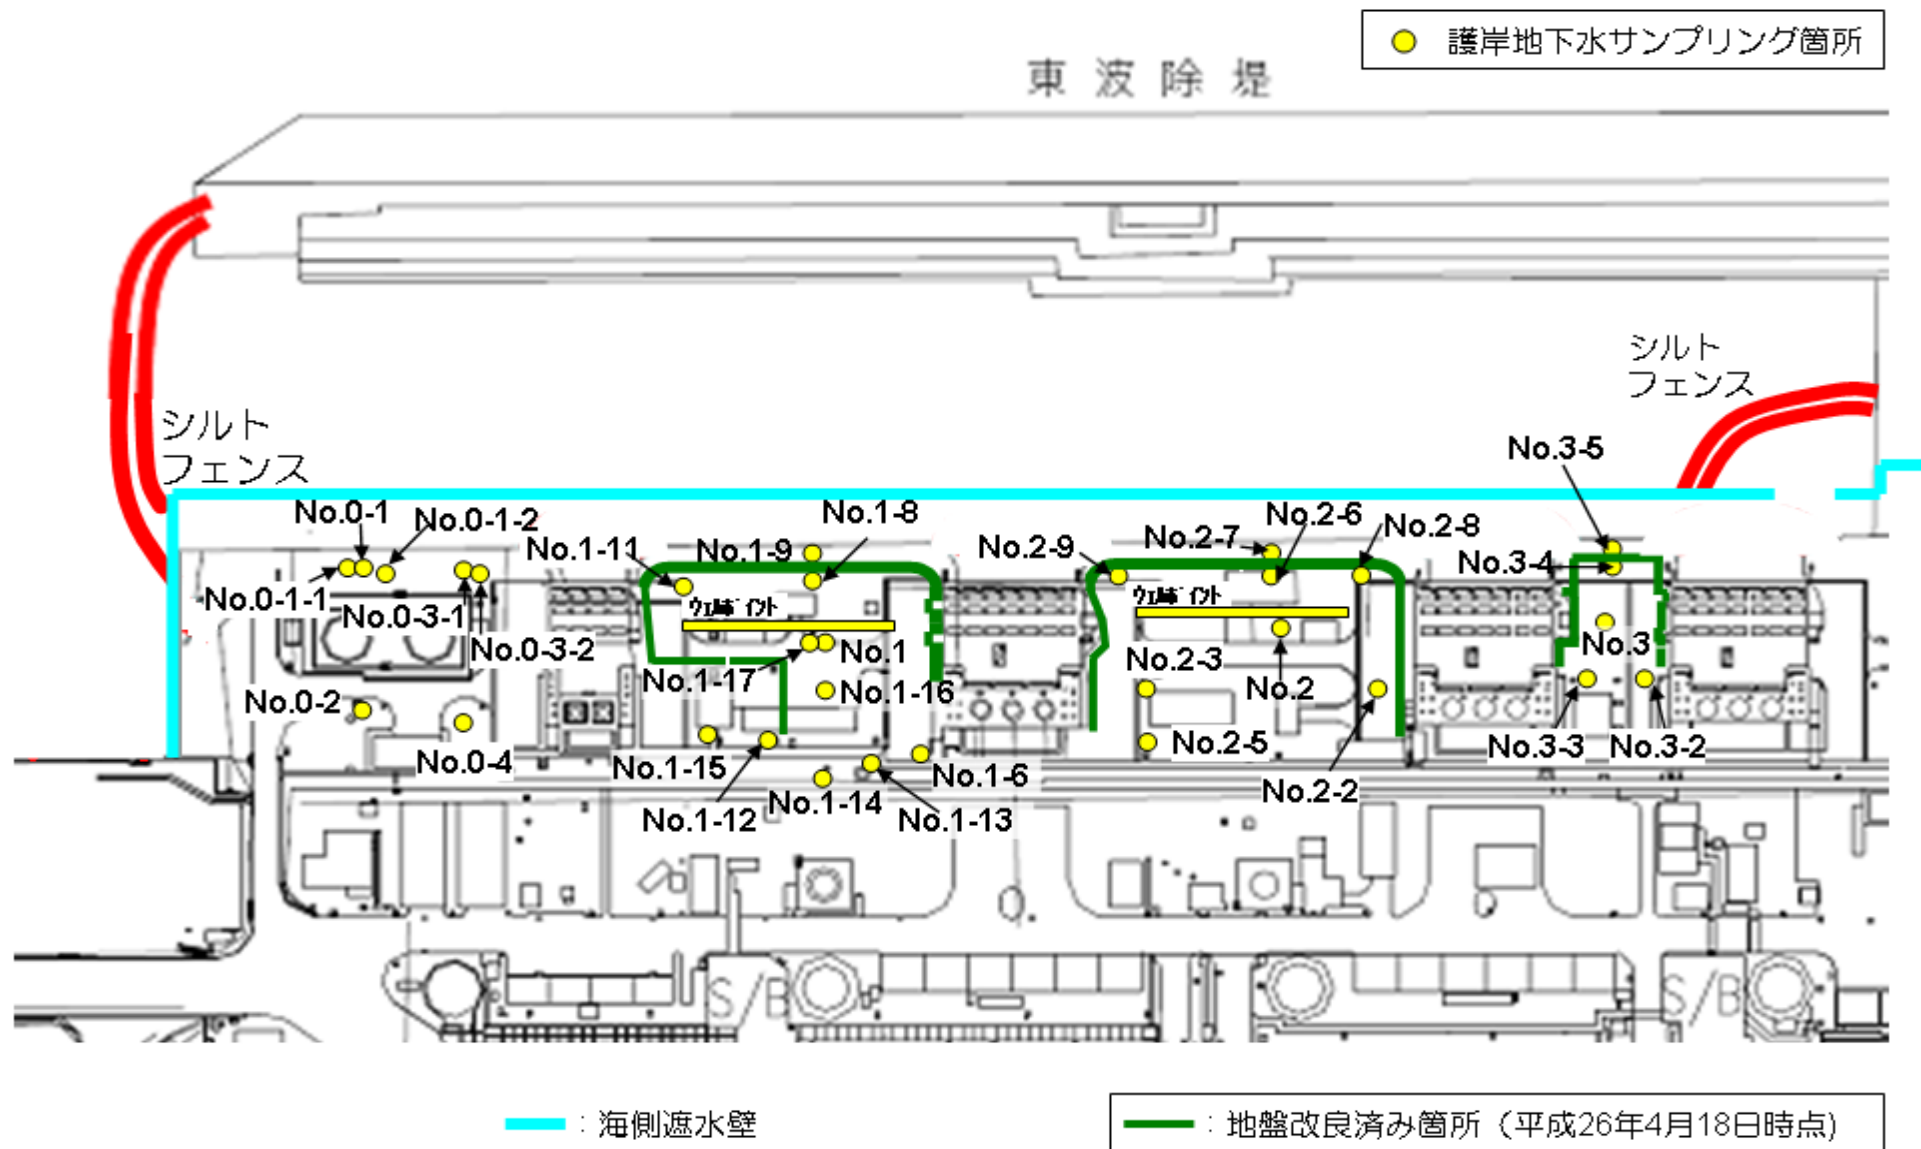 護岸地下水サンプリング箇所
東波除堤
シルト
フェンス
シルト
フェンス
No.3-5
No.0-1
No.0-1-2
No.1-8
No.2-6
No.2-8
No.1-11
No.1-9
No.2-9
No.2-7
No.3-4
No.0-1-1
No.0-3-1
ウェルポイント
ウェルポイント
No.0-3-2
No.1
No.3
No.2-3
No.1-17
No.1-16
No.2
No.0-2
No.0-4
No.1-15
No.1-6
No.2-5
No.3-3
No.3-2
No.1-12
No.1-14
No.1-13
No.2-2
S/B
S/B
：海側遮水壁
：地盤改良済み箇所（平成26年4月18日時点)